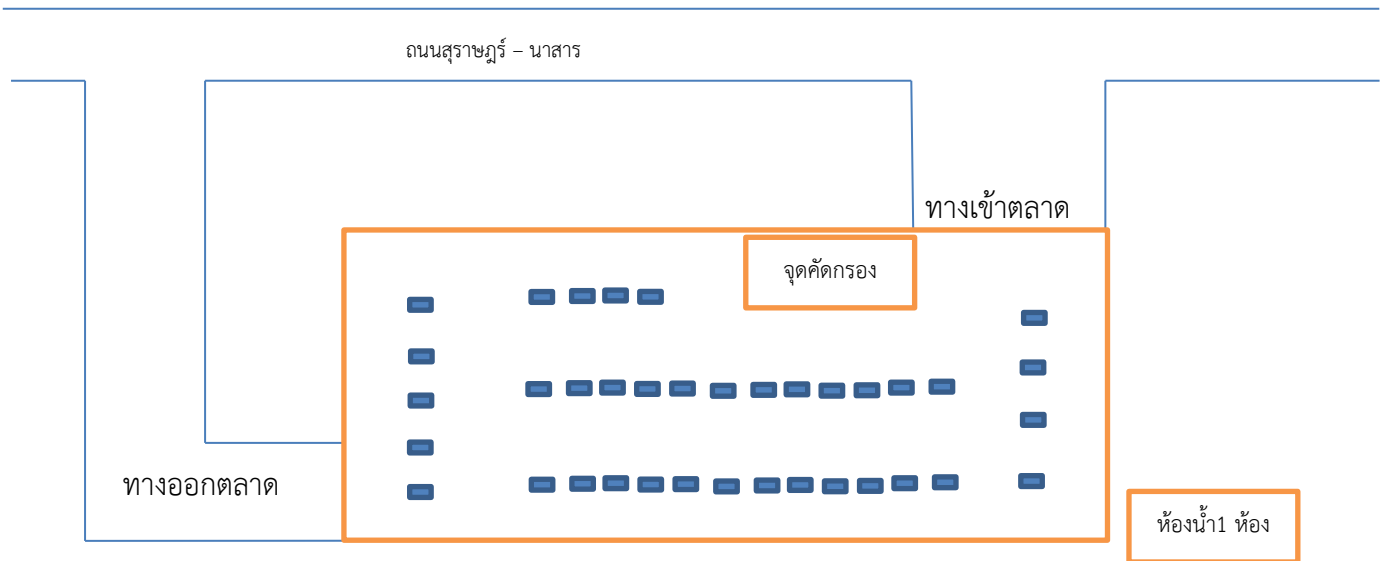 ถนนสุราษฎร์ – นาสาร
ทางเข้าตลาด
จุดคัดกรอง
ทางออกตลาด
ห้องน้ำ1 ห้อง